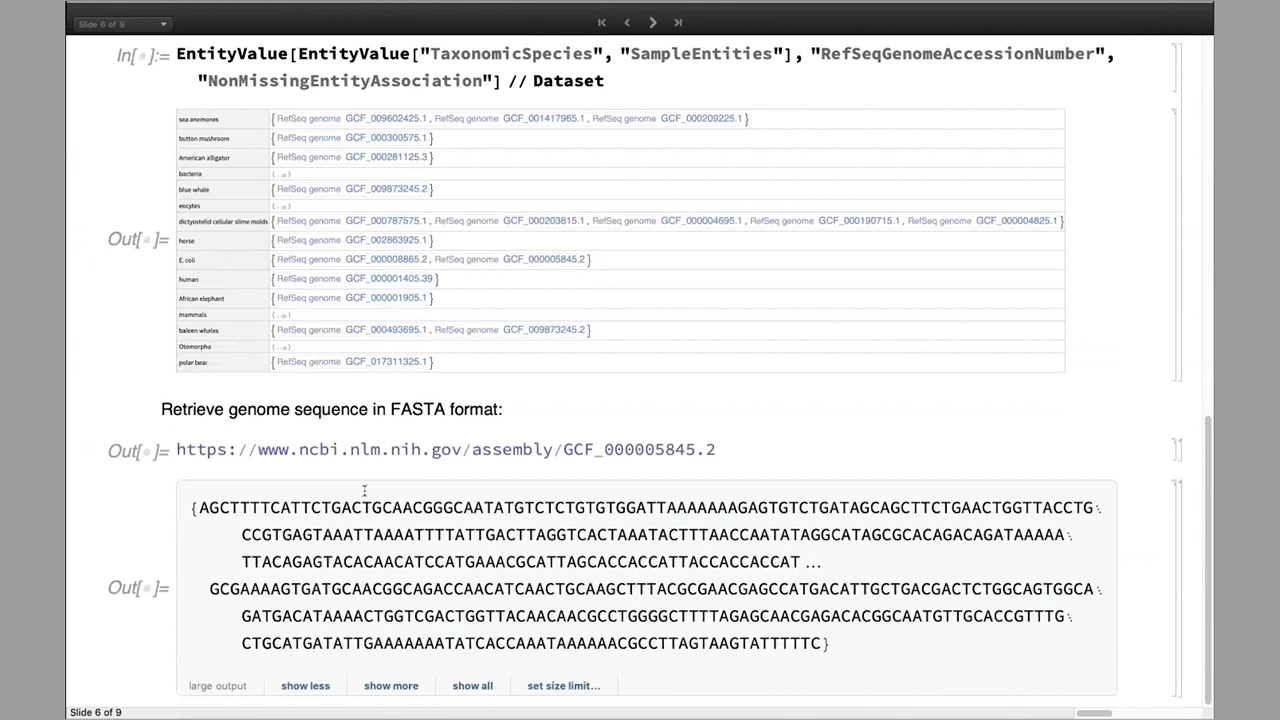 Slide 6 of 9
In[ ]:= EntityValue[EntityValue["TaxonomicSpecies", "SampleEntities"], "RefSeqGenomeAccessionNumber",
"NonMissingEntityAssociation"] // Dataset
sea anemones { RefSeq genome GCF_009602425.1 , RefSeq genome GCF_001417965.1 , RefSeq genome GCF_000209225.1 }
button mushroom { RefSeq genome GCF_000300575.1 }
American alligator { RefSeq genome GCF_000281125.3 }
bacteria
blue whale { RefSeq genome GCF_009873245.2 }
eocytes
dictyostelid cellular slime molds { RefSeq genome GCF_000787575.1 , RefSeq genome GCF_000203815.1 , RefSeq genome GCF_000004695.1 , RefSeq genome GCF_000190715.1 , RefSeq genome GCF_000004825.1 }
Out[ ]= horse { RefSeq genome GCF_002863925.1 }
E. coli { RefSeq genome GCF_000008865.2 , RefSeq genome GCF_000005845.2 }
human { RefSeq genome GCF_000001405.39 }
African elephant { RefSeq genome GCF_000001905.1 }
mammals
baleen whales { RefSeq genome GCF_000493695.1 , RefSeq genome GCF_009873245.2 }
Otomorpha
polar bear { RefSeq genome GCF_017311325.1 }
Retrieve genome sequence in FASTA format:
Out[ ]= https://www.ncbi.nlm.nih.gov/assembly/GCF_000005845.2
{AGCTTTTCATTCTGACTGCAACGGGCAATATGTCTCTGTGTGGATTAAAAAAAGAGTGTCTGATAGCAGCTTCTGAACTGGTTACCTG
CCGTGAGTAAATTAAAATTTTATTGACTTAGGTCACTAAATACTTTAACCAATATAGGCATAGCGCACAGACAGATAAAAA
TTACAGAGTACACAACATCCATGAAACGCATTAGCACCACCATTACCACCACCAT ...
Out[ ]= GCGAAAAGTGATGCAACGGCAGACCAACATCAACTGCAAGCTTTACGCGAACGAGCCATGACATTGCTGACGACTCTGGCAGTGGCA
GATGACATAAAACTGGTCGACTGGTTACAACAACGCCTGGGGCTTTTAGAGCAACGAGACACGGCAATGTTGCACCGTTTG
CTGCATGATATTGAAAAAAATATCACCAAATAAAAAACGCCTTAGTAAGTATTTTTC}
large output show less show more show all set size limit...
Slide 6 of 9